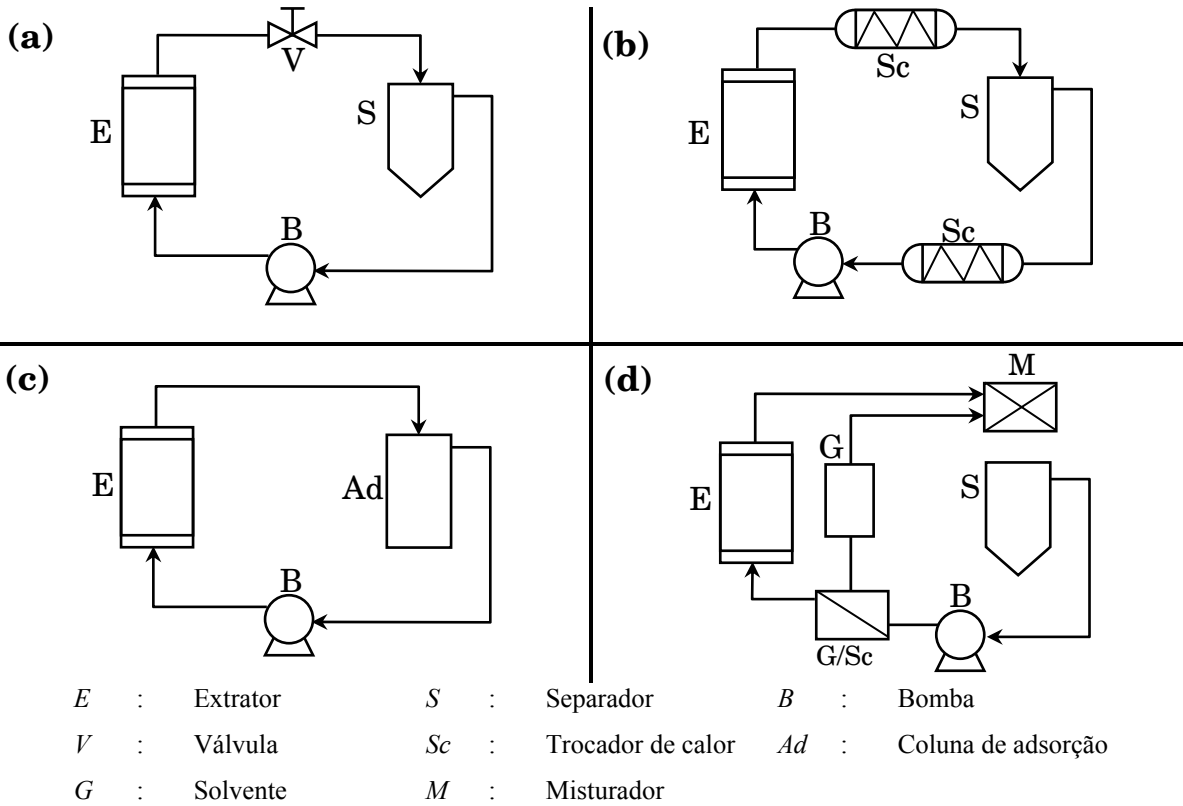 (a)
V
E
S
B
(b)
Sc
E
S
B
Sc
(c)
E
Ad
B
(d)
M
G
E
S
B
G/Sc
E : Extrator S : Separador B : Bomba
V : Válvula Sc : Trocador de calor Ad : Coluna de adsorção
G : Solvente M : Misturador